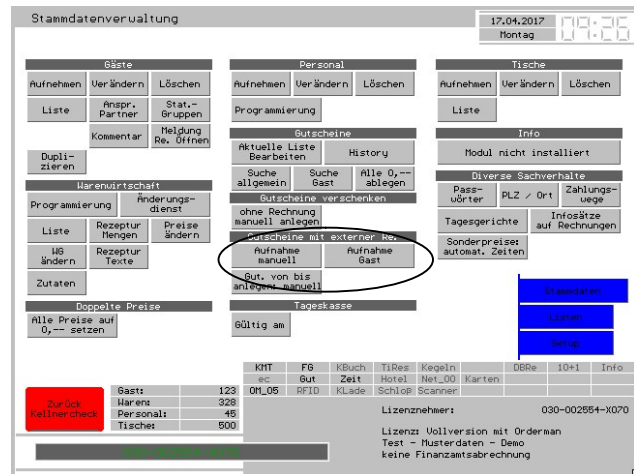 Stammdatenverwaltung
17.04.2017
Montag
09:26
Gäste
Aufnehmen Verändern Löschen
Liste Anspr. Partner Stat.- Gruppen
Kommentar Meldung Re. Öffnen
Dupli- zieren
Warenwirtschaft
Programmierung Änderungs- dienst
Liste Rezeptur Mengen Preise ändern
WG ändern Rezeptur Texte
Zutaten
Doppelte Preise
Alle Preise auf 0,-- setzen
Personal
Aufnehmen Verändern Löschen
Programmierung
Gutscheine
Aktuelle Liste Bearbeiten History
Suche allgemein Suche Gast Alle 0,-- ablegen
Gutscheine verschenken
ohne Rechnung manuell anlegen
Gutscheine mit externer Re.
Aufnahme manuell Aufnahme Gast
Gut. von bis anlegen: manuell
Tageskasse
Gültig am
Tische
Aufnehmen Verändern Löschen
Liste
Info
Modul nicht installiert
Diverse Sachverhalte
Pass- wörter PLZ / Ort Zahlungs- wege
Tagesgerichte Infosätze auf Rechnungen
Sonderpreise: automat. Zeiten
Stammdaten
Listen
Setup
KMT FG KBuch TiRes Kegeln DBRe 10+1 Info
ec Gut Zeit Hotel Net_00 Karten
OM_05 RFID KLade Schloß Scanner
Zurück Kellnercheck
Gast: 123
Waren: 328
Personal: 45
Tische: 500
Lizenznehmer: 030-002554-X070
Lizenz: Vollversion mit Orderman
Test - Musterdaten - Demo
keine Finanzamtsabrechnung
030-002554-X070